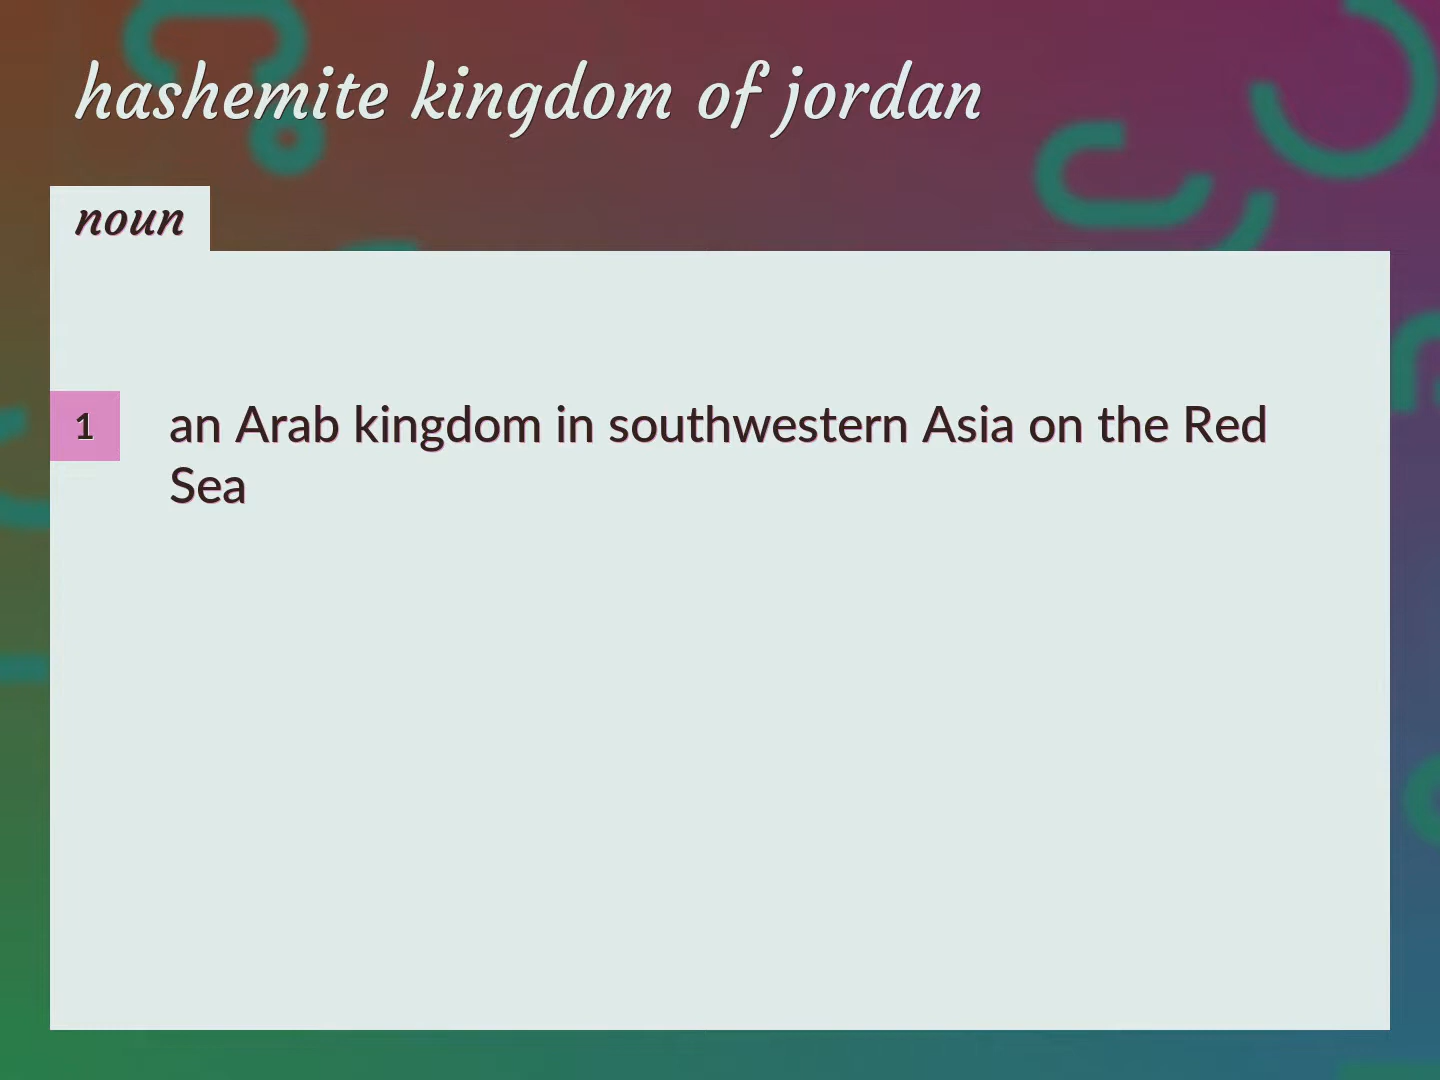 hashemite kingdom of jordan
noun
1
an Arab kingdom in southwestern Asia on the Red
Sea